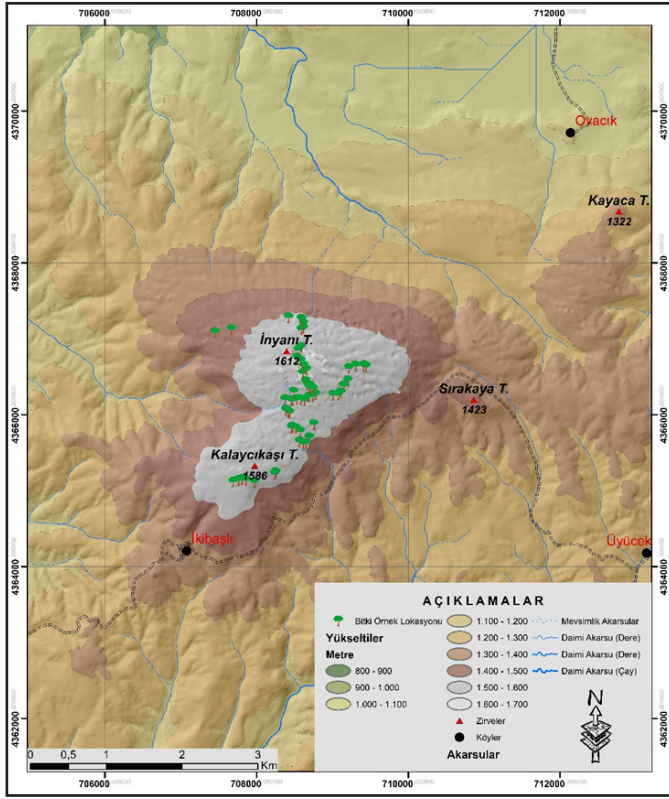 706000 708000 710000 712000
4370000
Ovacık
Kayaca T.
1322
4368000
İnyanı T.
1612
Sırakaya T.
1423
4366000
Kalaycıkaşı T.
1586
İkibaşlı
Üyücek
4364000
4362000
AÇIKLAMALAR
Bitki Örnek Lokasyonu
Yükseltiler
Metre
800 - 900
900 - 1.000
1.000 - 1.100
1.100 - 1.200
1.200 - 1.300
1.300 - 1.400
1.400 - 1.500
1.500 - 1.600
1.600 - 1.700
Zirveler
Köyler
Akarsular
Mevsimlik Akarsular
Daimi Akarsu (Dere)
Daimi Akarsu (Dere)
Daimi Akarsu (Çay)
N
0 0,5 1 2 3
Km
706000 708000 710000 712000